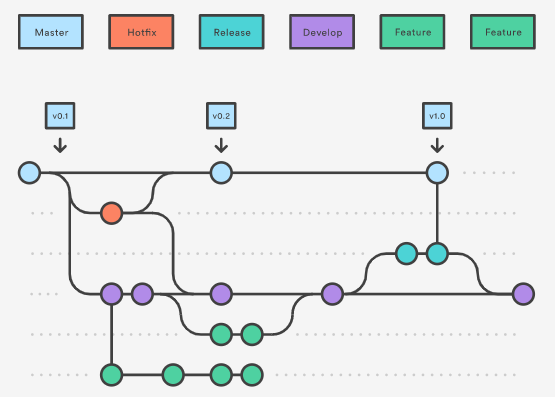 Master
Hotfix
Release
Develop
Feature
Feature
v0.1
v0.2
v1.0